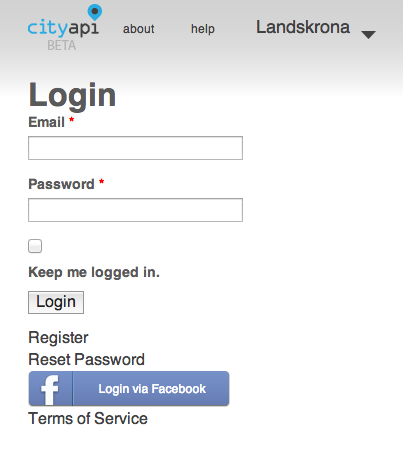 cityapi about help Landskrona
BETA
Login
Email *
Password *
Keep me logged in.
Login
Register
Reset Password
f Login via Facebook
Terms of Service